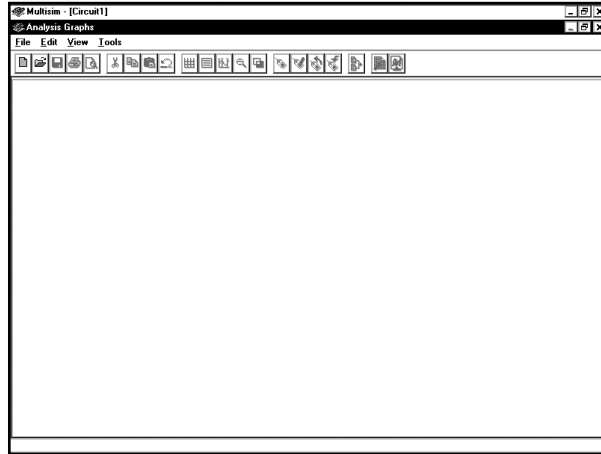 Multisim - [Circuit1]
Analysis Graphs
File Edit View Tools